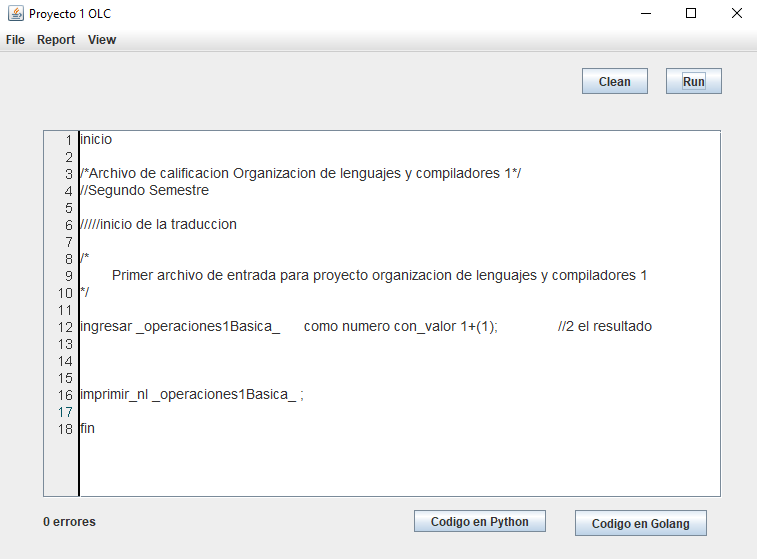 Proyecto 1 OLC
File Report View
Clean Run
1 inicio
2
3 /*Archivo de calificacion Organizacion de lenguajes y compiladores 1*/
4 //Segundo Semestre
5
6 /////inicio de la traduccion
7
8 /*
9 Primer archivo de entrada para proyecto organizacion de lenguajes y compiladores 1
10 */
11
12 ingresar _operaciones1Basica_ como numero con_valor 1+(1); //2 el resultado
13
14
15
16 imprimir_nl _operaciones1Basica_ ;
17
18 fin
0 errores Codigo en Python Codigo en Golang